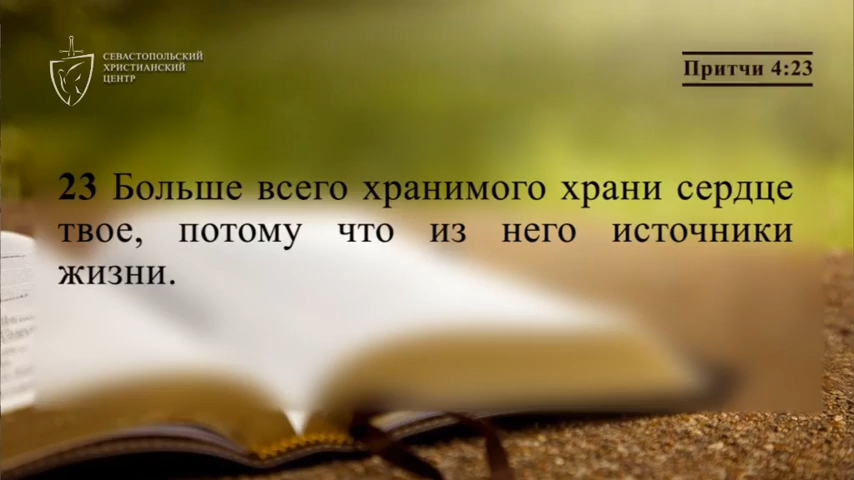 СЕВАСТОПОЛЬСКИЙ
ХРИСТИАНСКИЙ
ЦЕНТР
Притчи 4:23
23 Больше всего хранимого храни сердце
твое, потому что из него источники
жизни.